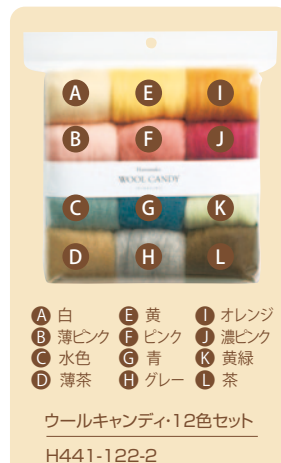 A E I
B F J
Hamanaka
WOOL CANDY
C G K
D H L
A 白 E 黄 I オレンジ
B 薄ピンク F ピンク J 濃ピンク
C 水色 G 青 K 黄緑
D 薄茶 H グレー L 茶
ウールキャンディ・12色セット
H441-122-2